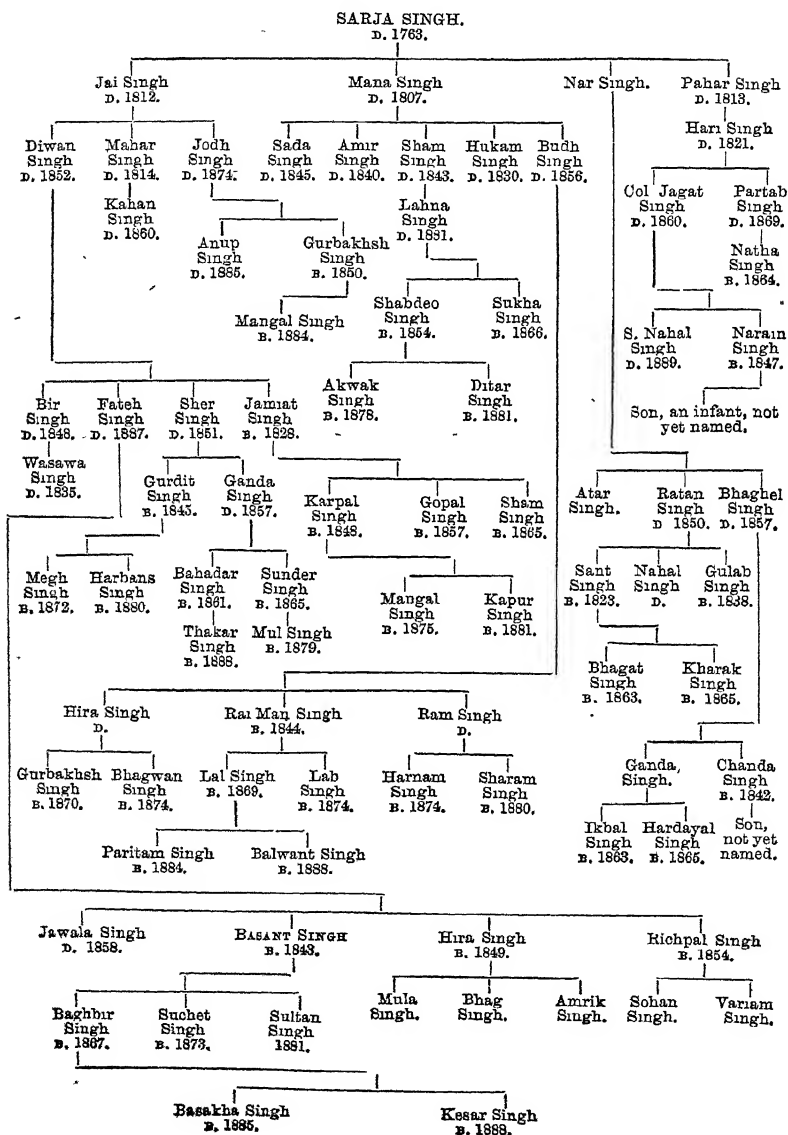 SARJA SINGH.
D. 1763.
Jai Singh Mana Singh Nar Singh. Pahar Singh
D. 1812. D. 1807. D. 1813.
Hari Singh
D. 1821.
Diwan Mahar Jodh Sada Amir Sham Hukam Budh
Singh Singh Singh Singh Singh Singh Singh Singh
D. 1852. D. 1814. D. 1874. D. 1845. D. 1840. D. 1843. D. 1830. D. 1856.
Col Jagat Partab
Singh Singh
D. 1860. D. 1869.
Kahan Lahna
Singh Singh
D. 1860. D. 1881.
Natha
Singh
B. 1864.
Anup Gurbakhsh
Singh Singh
D. 1885. B. 1850.
Shabdeo Sukha
Singh Singh
B. 1854. B. 1866.
Mangal Singh
B. 1884.
S. Nahal Narain
Singh Singh
D. 1889. B. 1847.
Akwak Ditar
Singh Singh
B. 1878. B. 1881.
Son, an infant, not
yet named.
Bir Fateh Sher Jamiat
Singh Singh Singh Singh
D. 1848. D. 1887. D. 1851. B. 1828.
Wasawa
Singh
D. 1835.
Gurdit Ganda
Singh Singh
B. 1845. D. 1857.
Karpal Gopal Sham
Singh Singh Singh
B. 1848. B. 1857. B. 1865.
Atar Ratan Bhaghel
Singh. Singh Singh
D 1850. D. 1857.
Megh Harbans Bahadar Sunder
Singh Singh Singh Singh
B. 1872. B. 1880. B. 1861. B. 1865.
Mangal Kapur
Singh Singh
B. 1875. B. 1881.
Sant Nahal Gulab
Singh Singh Singh
B. 1823. D. B. 1838.
Thakar Mul Singh
Singh B. 1879.
B. 1888.
Bhagat Kharak
Singh Singh
B. 1863. B. 1865.
Hira Singh Rai Man Singh Ram Singh
D. B. 1844. D.
Gurbakhsh Bhagwan Lal Singh Lab Harnam Sharam
Singh Singh B. 1869. Singh Singh Singh
B. 1870. B. 1874. B. 1874. B. 1874. B. 1880.
Ganda, Chanda
Singh. Singh
B. 1842.
Paritam Singh Balwant Singh
B. 1884. B. 1888.
Ikbal Hardayal Son,
Singh Singh not yet
B. 1863. B. 1865. named.
Jawala Singh BASANT SINGH Hira Singh Richpal Singh
D. 1858. B. 1843. B. 1849. B. 1854.
Baghbir Suchet Sultan Mula Bhag Amrik Sohan Variam
Singh Singh Singh Singh. Singh. Singh. Singh. Singh.
B. 1867. B. 1873. 1881.
Basakha Singh Kesar Singh
B. 1885. B. 1888.